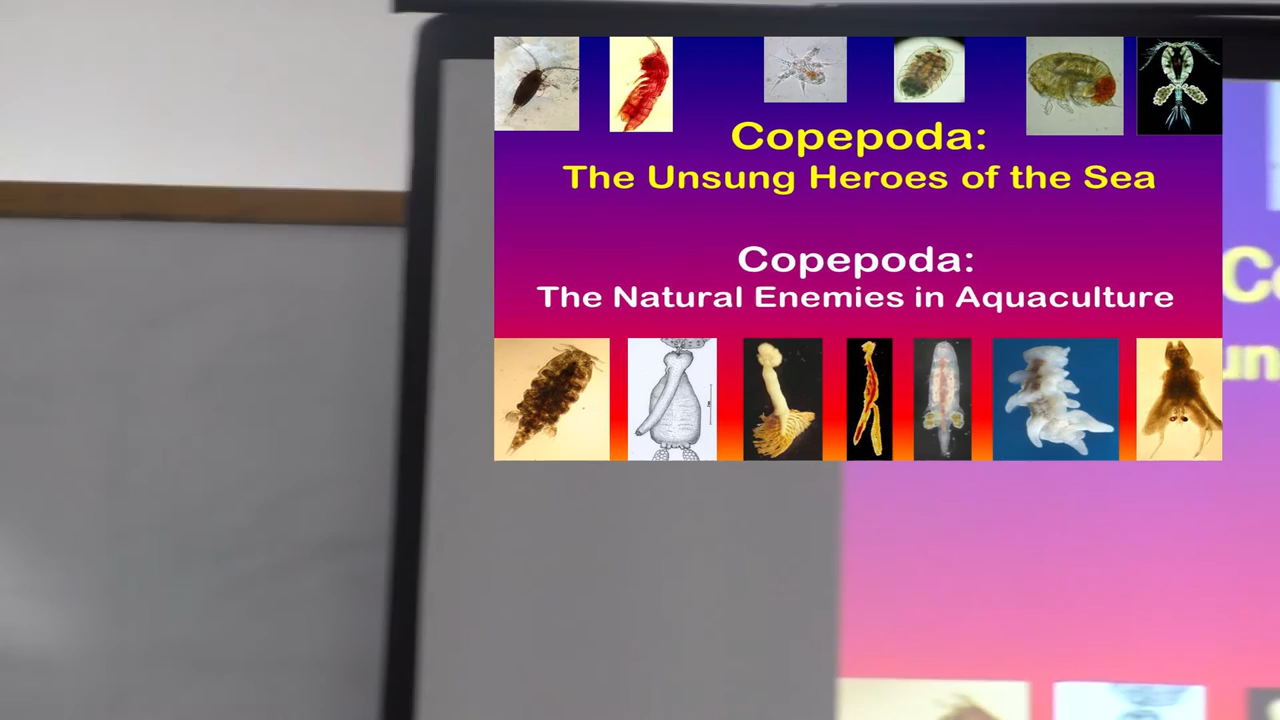 Copepoda:
The Unsung Heroes of the Sea
Copepoda:
The Natural Enemies in Aquaculture